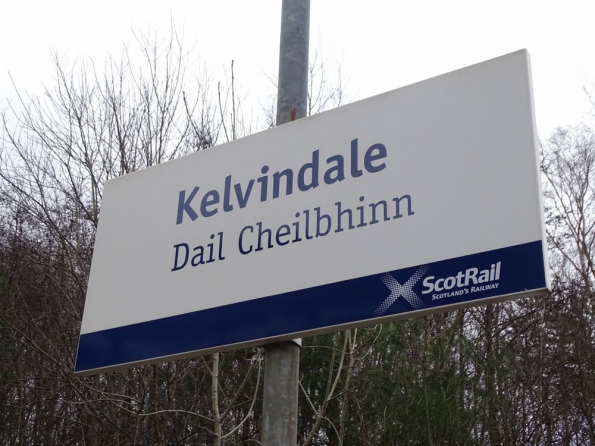 Kelvindale
Dail Cheilbhinn
ScotRail
SCOTLAND'S RAILWAY